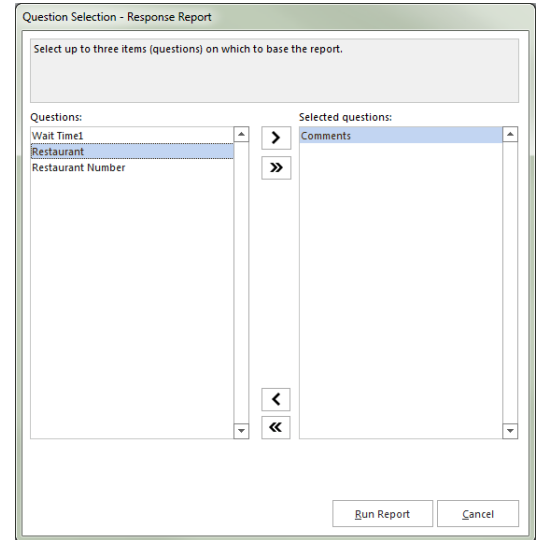 Question Selection - Response Report
Select up to three items (questions) on which to base the report.
Questions:
Selected questions:
Wait Time1
Restaurant
Restaurant Number
Comments
Run Report
Cancel